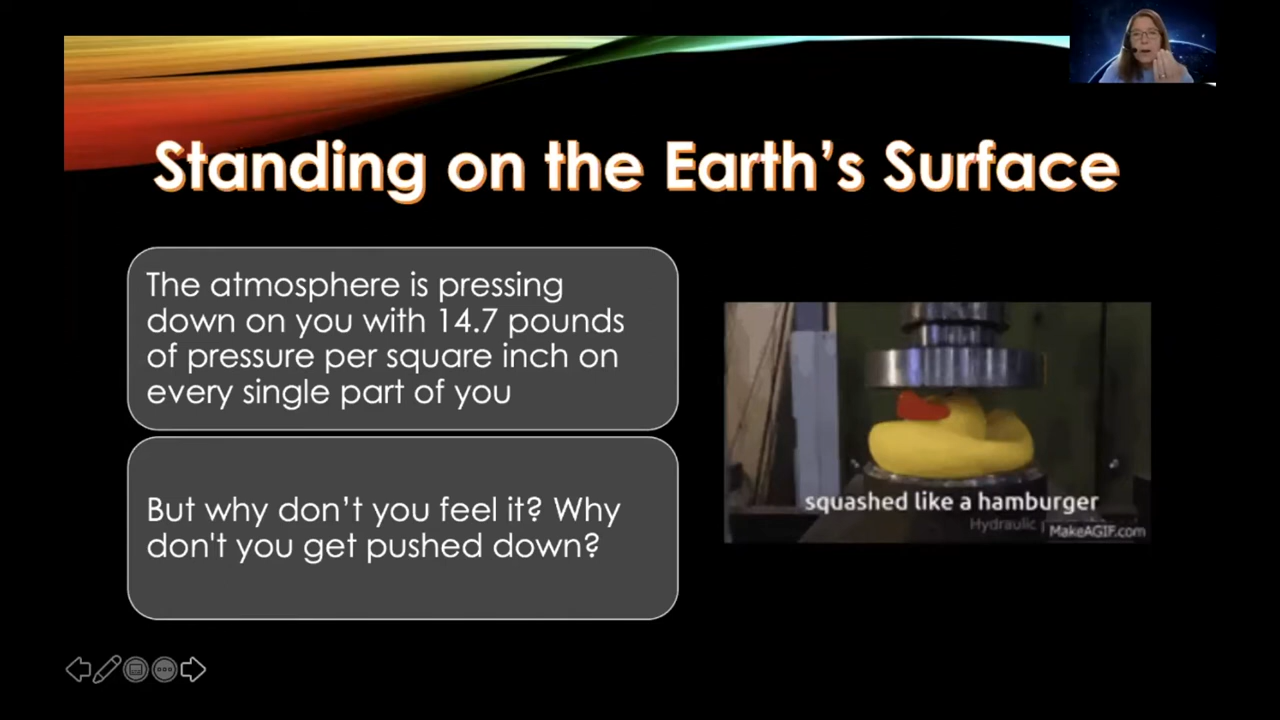 Standing on the Earth’s Surface
The atmosphere is pressing
down on you with 14.7 pounds
of pressure per square inch on
every single part of you
But why don’t you feel it? Why
don't you get pushed down?
squashed like a hamburger
Hydraulic
MakeAGIF.com